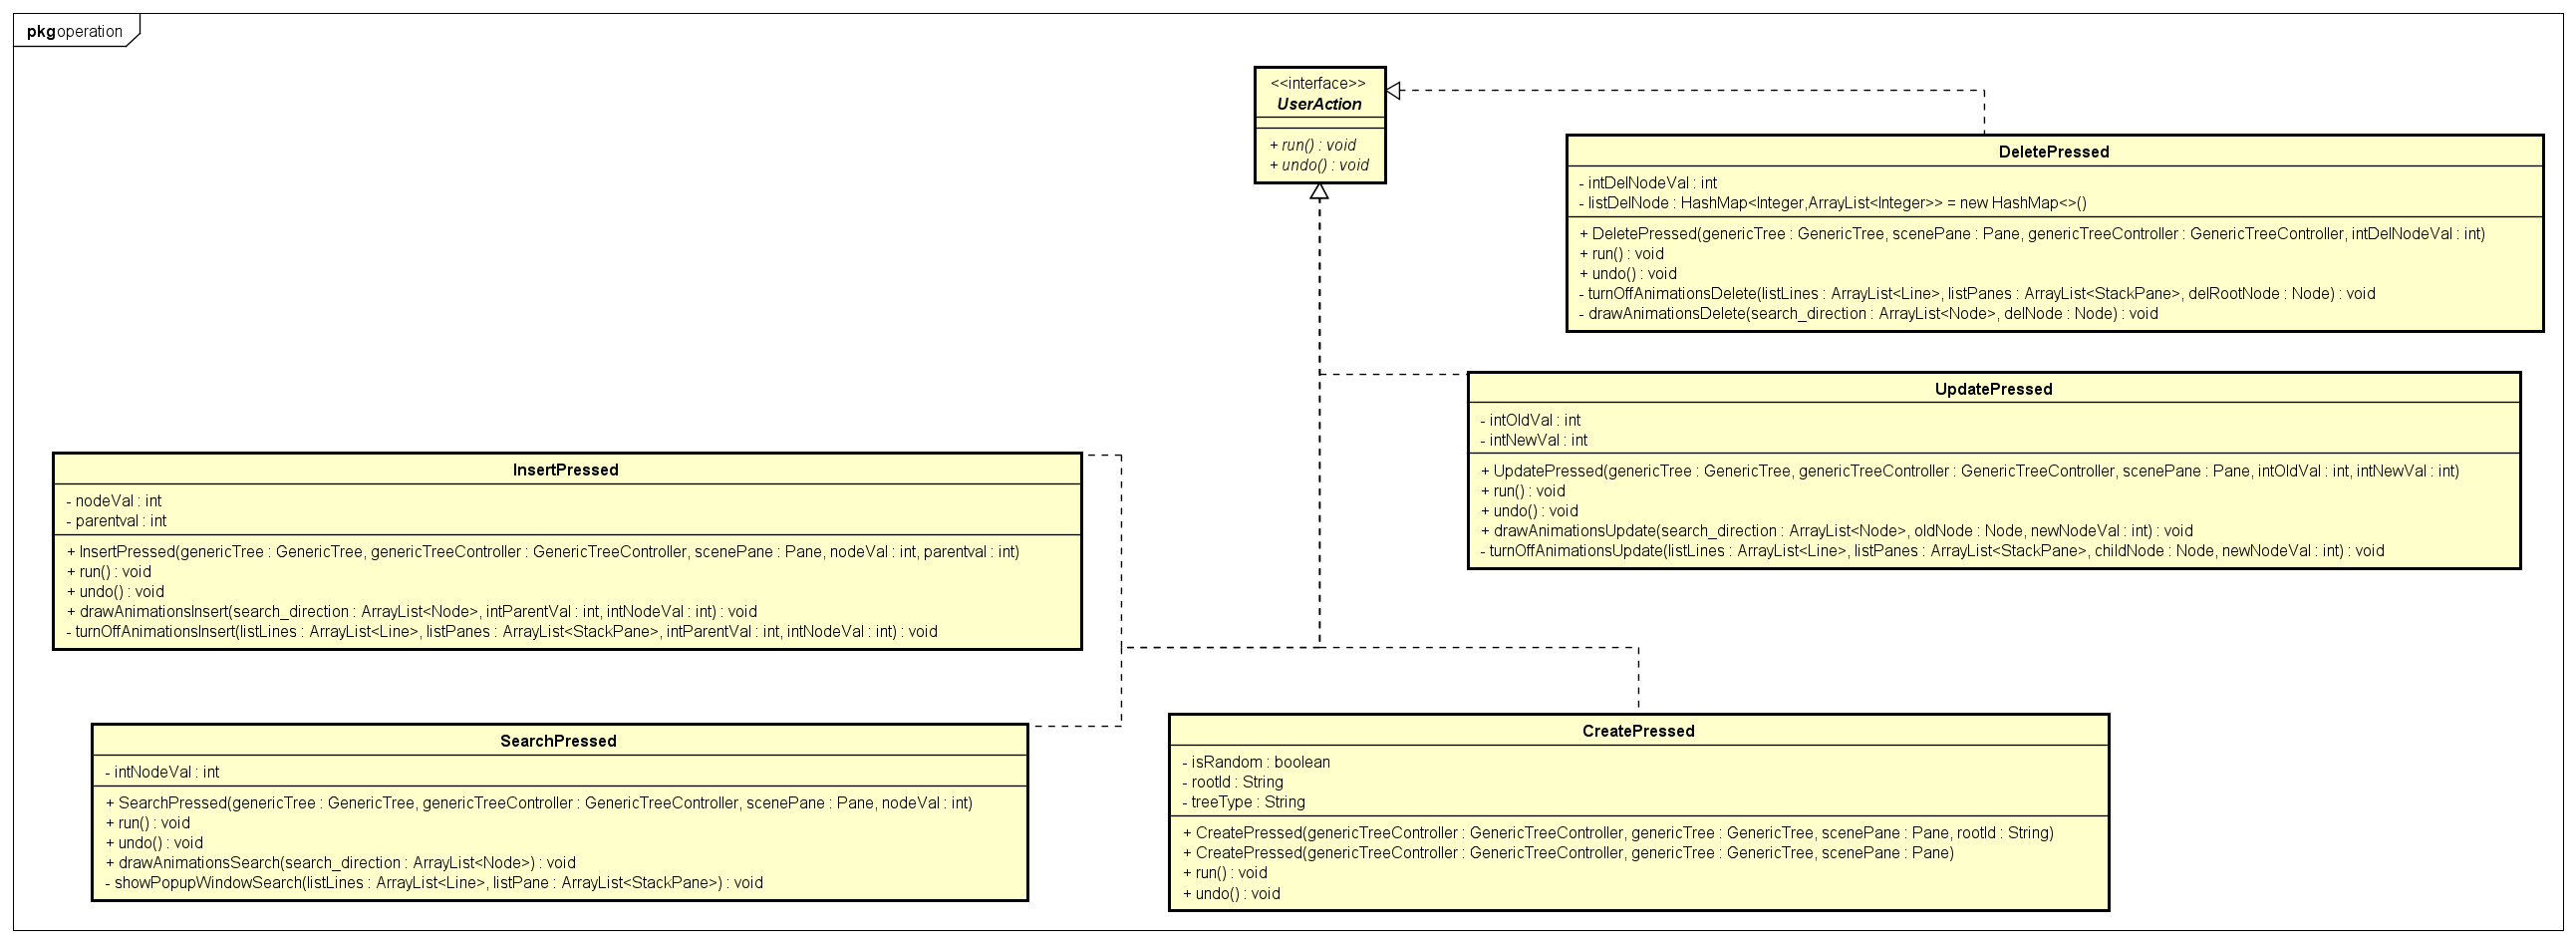 pkg operation
<<interface>>
UserAction
+ run() : void
+ undo() : void
DeletePressed
- intDelNodeVal : int
- listDelNode : HashMap<Integer,ArrayList<Integer>> = new HashMap<>()
+ DeletePressed(genericTree : GenericTree, scenePane : Pane, genericTreeController : GenericTreeController, intDelNodeVal : int)
+ run() : void
+ undo() : void
- turnOffAnimationsDelete(listLines : ArrayList<Line>, listPanes : ArrayList<StackPane>, delRootNode : Node) : void
- drawAnimationsDelete(search_direction : ArrayList<Node>, delNode : Node) : void
UpdatePressed
- intOldVal : int
- intNewVal : int
+ UpdatePressed(genericTree : GenericTree, genericTreeController : GenericTreeController, scenePane : Pane, intOldVal : int, intNewVal : int)
+ run() : void
+ undo() : void
+ drawAnimationsUpdate(search_direction : ArrayList<Node>, oldNode : Node, newNodeVal : int) : void
- turnOffAnimationsUpdate(listLines : ArrayList<Line>, listPanes : ArrayList<StackPane>, childNode : Node, newNodeVal : int) : void
InsertPressed
- nodeVal : int
- parentval : int
+ InsertPressed(genericTree : GenericTree, genericTreeController : GenericTreeController, scenePane : Pane, nodeVal : int, parentval : int)
+ run() : void
+ undo() : void
+ drawAnimationsInsert(search_direction : ArrayList<Node>, intParentVal : int, intNodeVal : int) : void
- turnOffAnimationsInsert(listLines : ArrayList<Line>, listPanes : ArrayList<StackPane>, intParentVal : int, intNodeVal : int) : void
SearchPressed
- intNodeVal : int
+ SearchPressed(genericTree : GenericTree, genericTreeController : GenericTreeController, scenePane : Pane, nodeVal : int)
+ run() : void
+ undo() : void
+ drawAnimationsSearch(search_direction : ArrayList<Node>) : void
- showPopupWindowSearch(listLines : ArrayList<Line>, listPane : ArrayList<StackPane>) : void
CreatePressed
- isRandom : boolean
- rootId : String
- treeType : String
+ CreatePressed(genericTreeController : GenericTreeController, genericTree : GenericTree, scenePane : Pane, rootId : String)
+ CreatePressed(genericTreeController : GenericTreeController, genericTree : GenericTree, scenePane : Pane)
+ run() : void
+ undo() : void